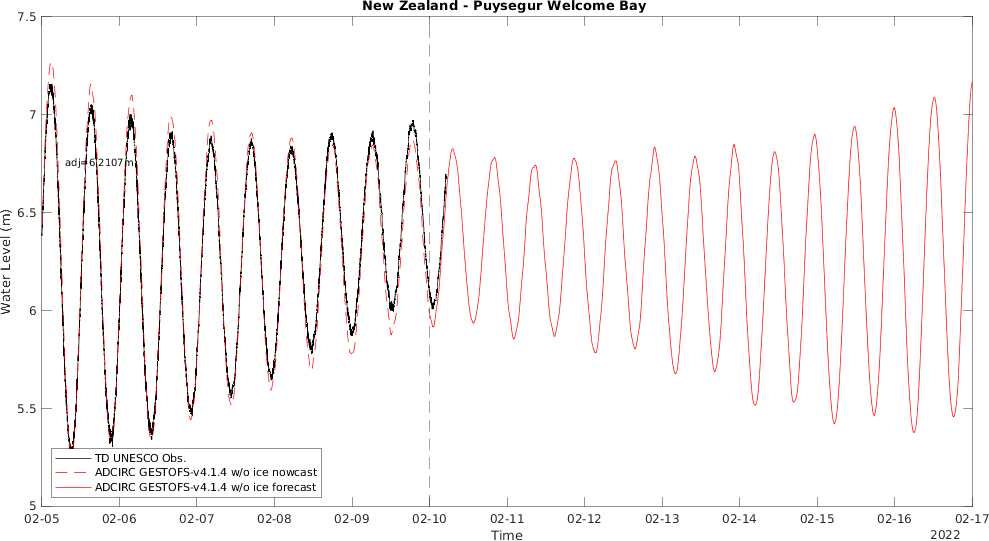 New Zealand - Puysegur Welcome Bay
7.5
7
6.5
6
5.5
5
Water Level (m)
adj=6.2107m
TD UNESCO Obs.
ADCIRC GESTOFS-v4.1.4 w/o ice nowcast
ADCIRC GESTOFS-v4.1.4 w/o ice forecast
02-05 02-06 02-07 02-08 02-09 02-10 02-11 02-12 02-13 02-14 02-15 02-16 02-17
Time
2022